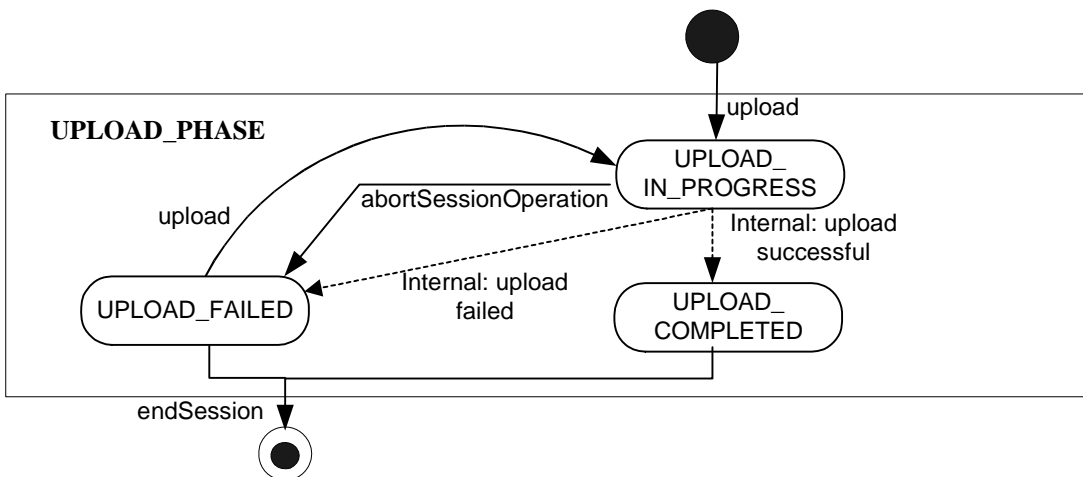 upload
UPLOAD_PHASE
UPLOAD_
IN_PROGRESS
abortSessionOperation
upload
Internal: upload
successful
Internal: upload
failed
UPLOAD_FAILED
UPLOAD_
COMPLETED
endSession